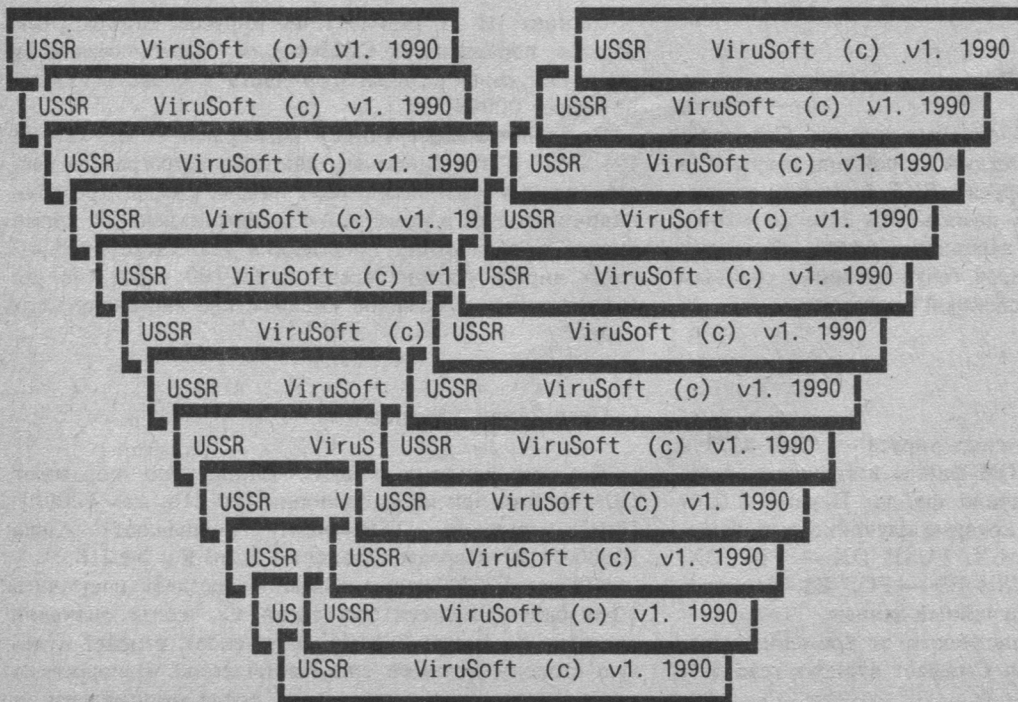 USSR ViruSoft (c) v1. 1990 USSR ViruSoft (c) v1. 1990
USSR ViruSoft (c) v1. 1990 USSR ViruSoft (c) v1. 1990
USSR ViruSoft (c) v1. 1990 USSR ViruSoft (c) v1. 1990
USSR ViruSoft (c) v1. 19 USSR ViruSoft (c) v1. 1990
USSR ViruSoft (c) v1 USSR ViruSoft (c) v1. 1990
USSR ViruSoft (c) USSR ViruSoft (c) v1. 1990
USSR ViruSoft USSR ViruSoft (c) v1. 1990
USSR ViruS USSR ViruSoft (c) v1. 1990
USSR V USSR ViruSoft (c) v1. 1990
USSR USSR ViruSoft (c) v1. 1990
US USSR ViruSoft (c) v1. 1990
USSR ViruSoft (c) v1. 1990